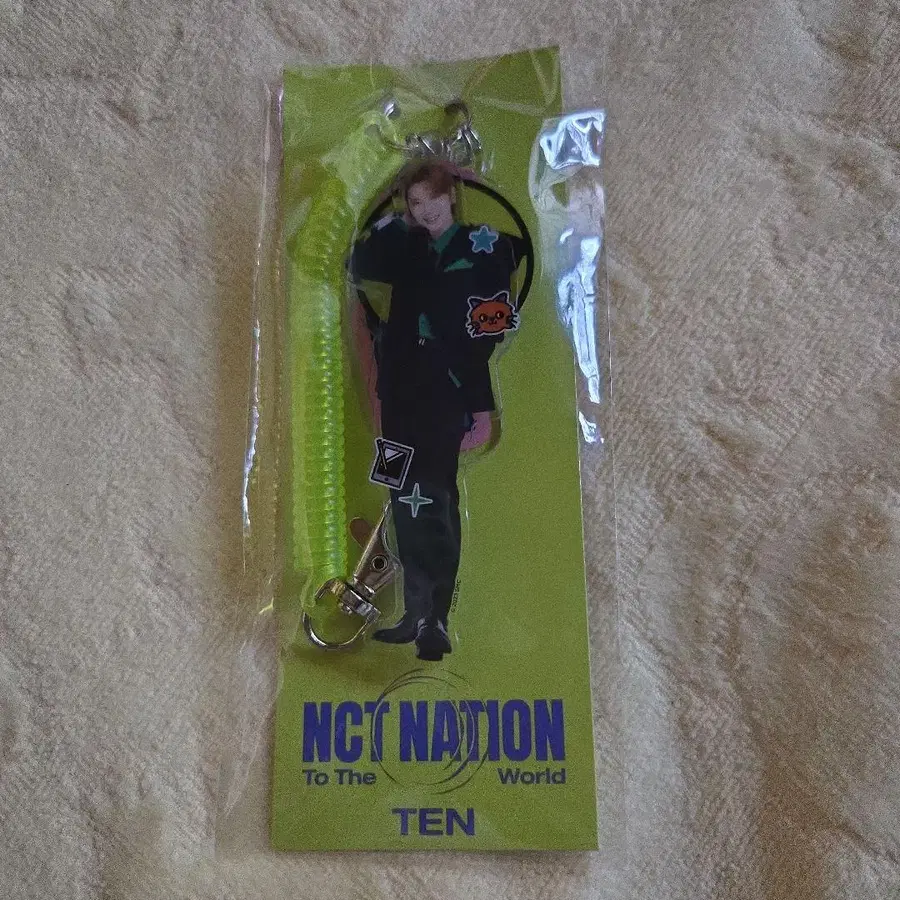 NCT NATION
To The World
TEN